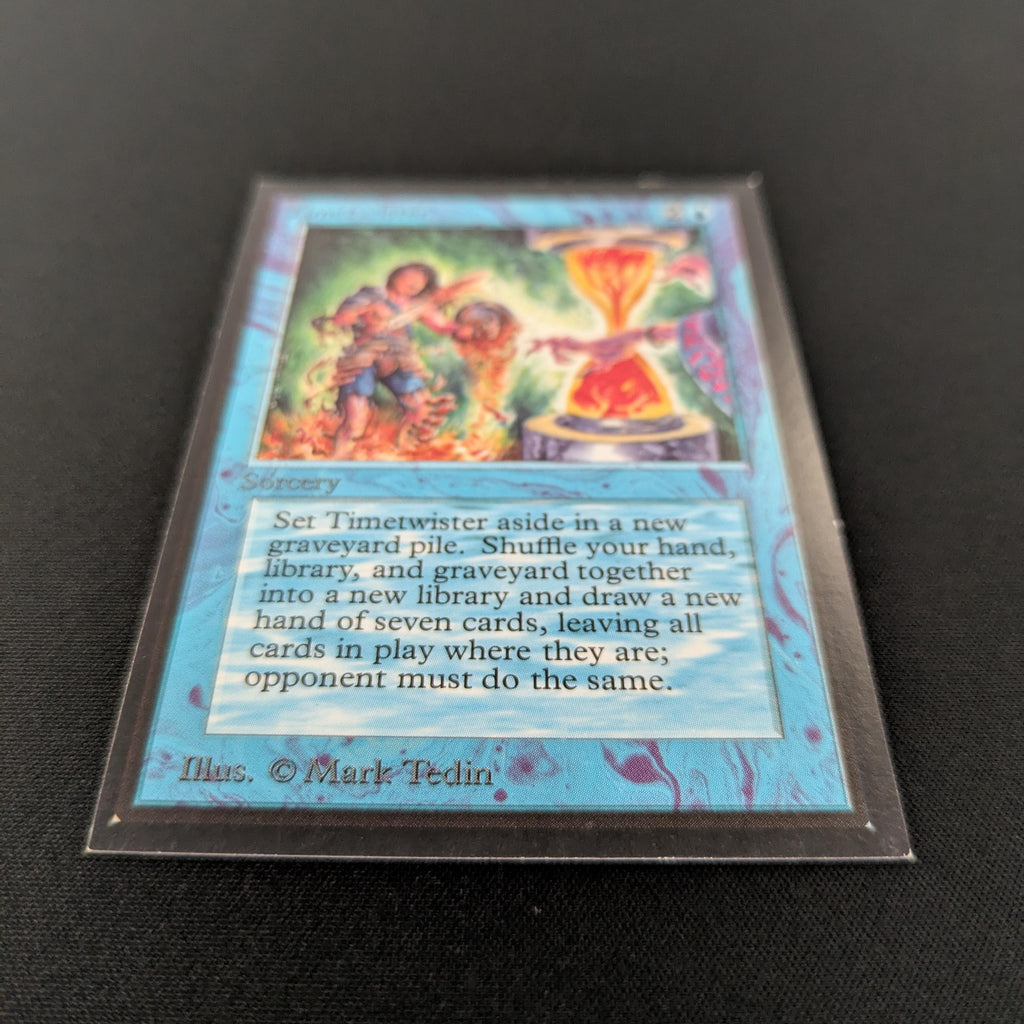 Sorcery
Set Timetwister aside in a new
graveyard pile. Shuffle your hand,
library, and graveyard together
into a new library and draw a new
hand of seven cards, leaving all
cards in play where they are;
opponent must do the same.
Illus. © Mark Tedin